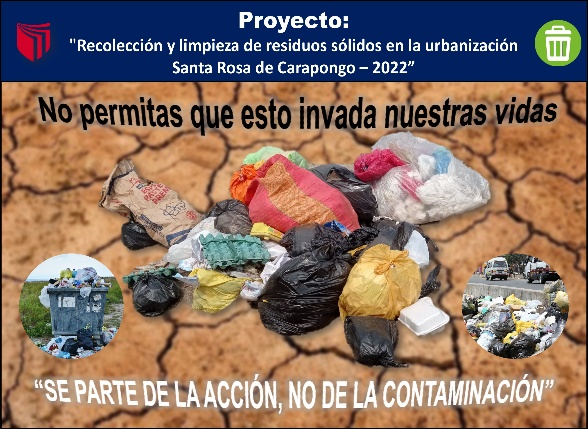 Proyecto:
"Recolección y limpieza de residuos sólidos en la urbanización
Santa Rosa de Carapongo – 2022”
No permitas que esto invada nuestras vidas
“SE PARTE DE LA ACCIÓN, NO DE LA CONTAMINACIÓN”